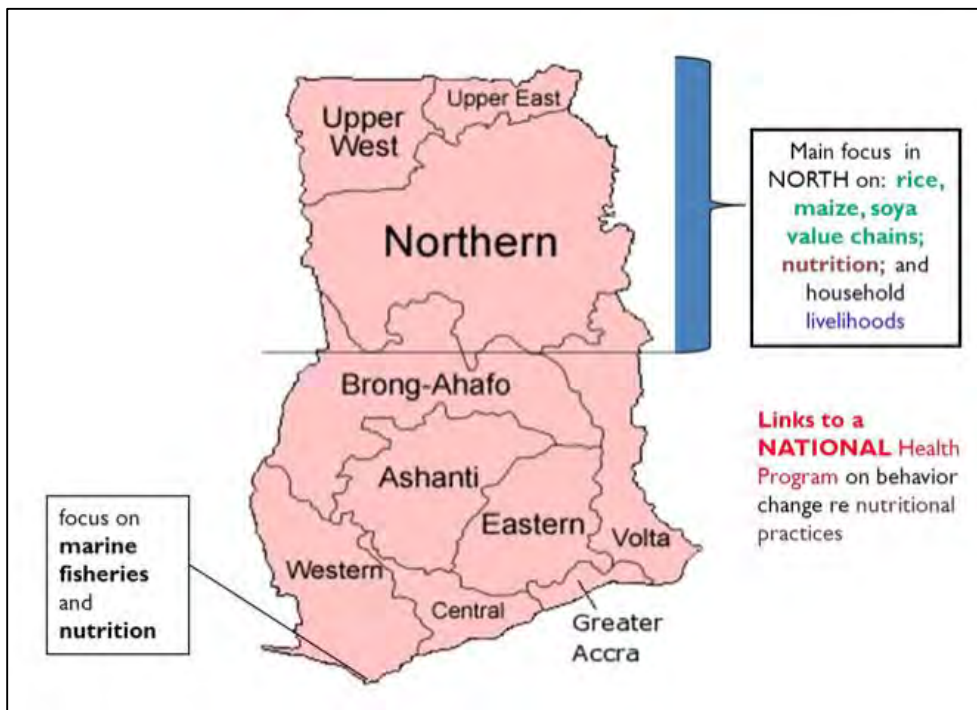 Upper East
Upper
West
Northern
Main focus in
NORTH on: rice,
maize, soya
value chains;
nutrition; and
household
livelihoods
Brong-Ahafo
Ashanti
Eastern
Volta
Western
Central
Greater
Accra
Links to a
NATIONAL Health
Program on behavior
change re nutritional
practices
focus on
marine
fisheries
and
nutrition